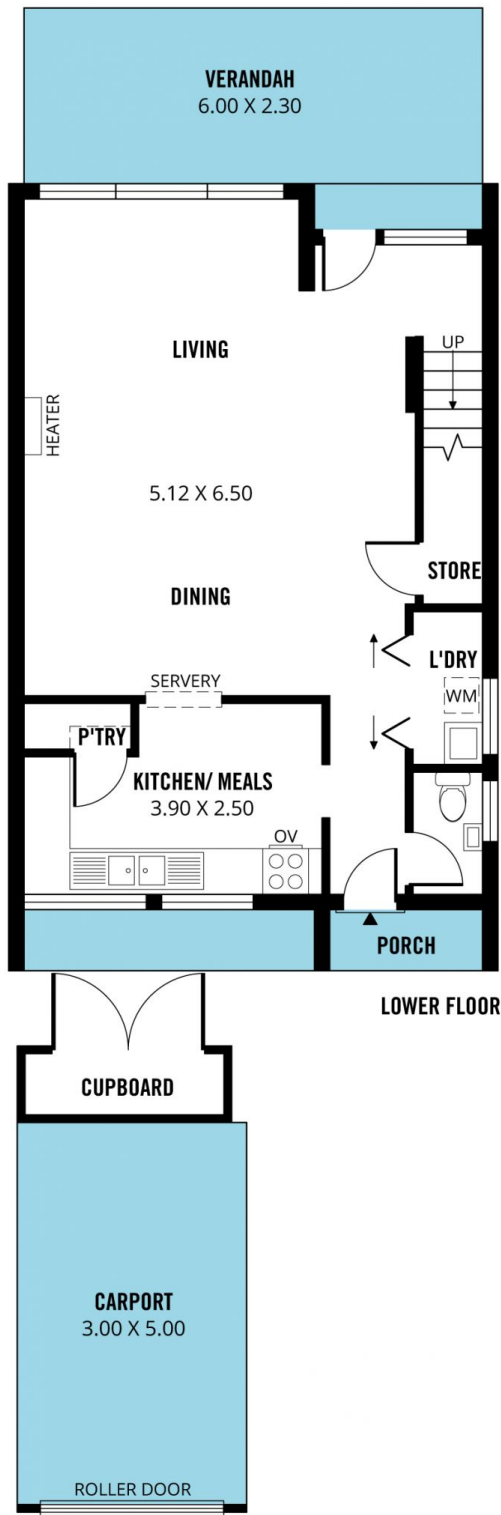 VERANDAH
6.00 X 2.30
LIVING
UP
HEATER
5.12 X 6.50
DINING
STORE
SERVERY
L'DRY
WM
P'TRY
KITCHEN/ MEALS
3.90 X 2.50
OV
PORCH
LOWER FLOOR
CUPBOARD
CARPORT
3.00 X 5.00
ROLLER DOOR